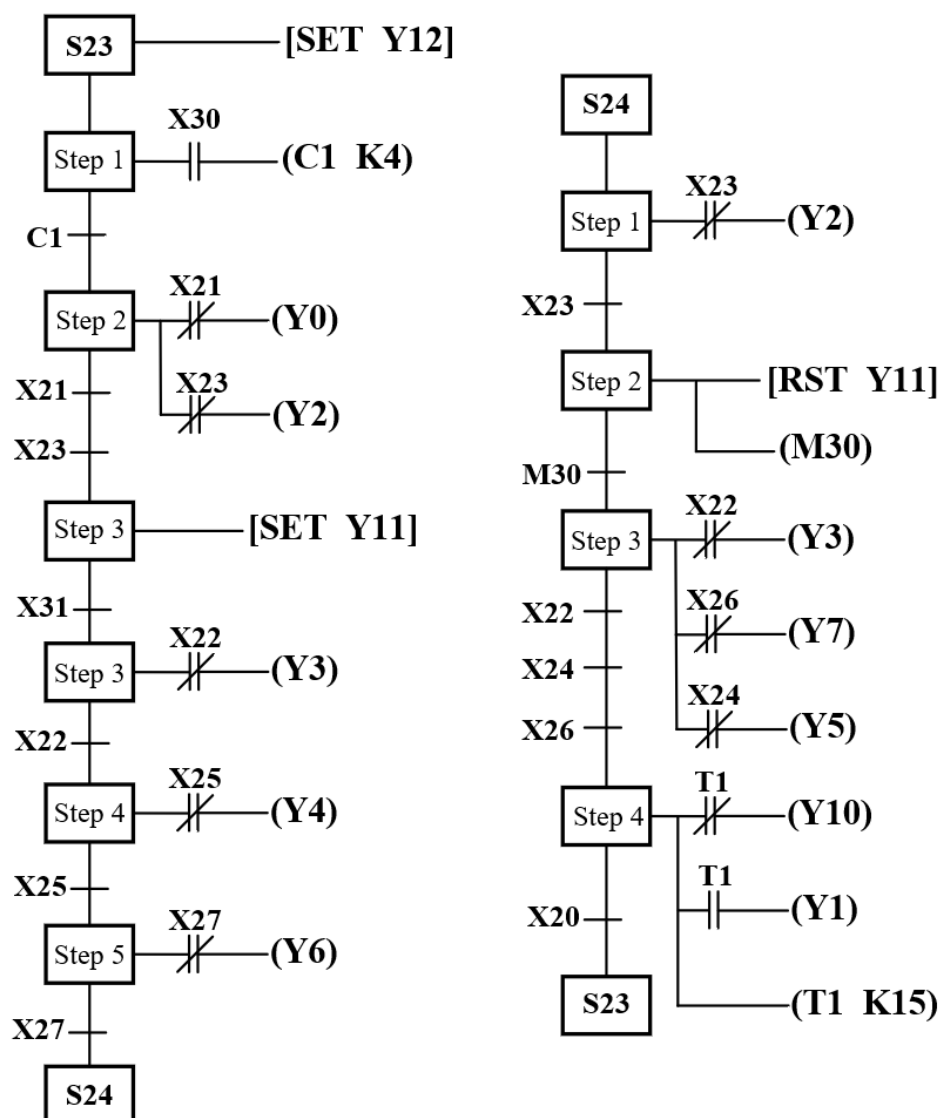 S23 [SET Y12]
X30
Step 1 (C1 K4)
C1
X21
Step 2 (Y0)
X21
X23
(Y2)
X23
Step 3 [SET Y11]
X31
X22
Step 3 (Y3)
X22
X25
Step 4 (Y4)
X25
X27
Step 5 (Y6)
X27
S24
S24
X23
Step 1 (Y2)
X23
Step 2 [RST Y11]
(M30)
M30
X22
Step 3 (Y3)
X22
X26
(Y7)
X24
X24
(Y5)
X26
T1
Step 4 (Y10)
T1
(Y1)
X20
S23 (T1 K15)